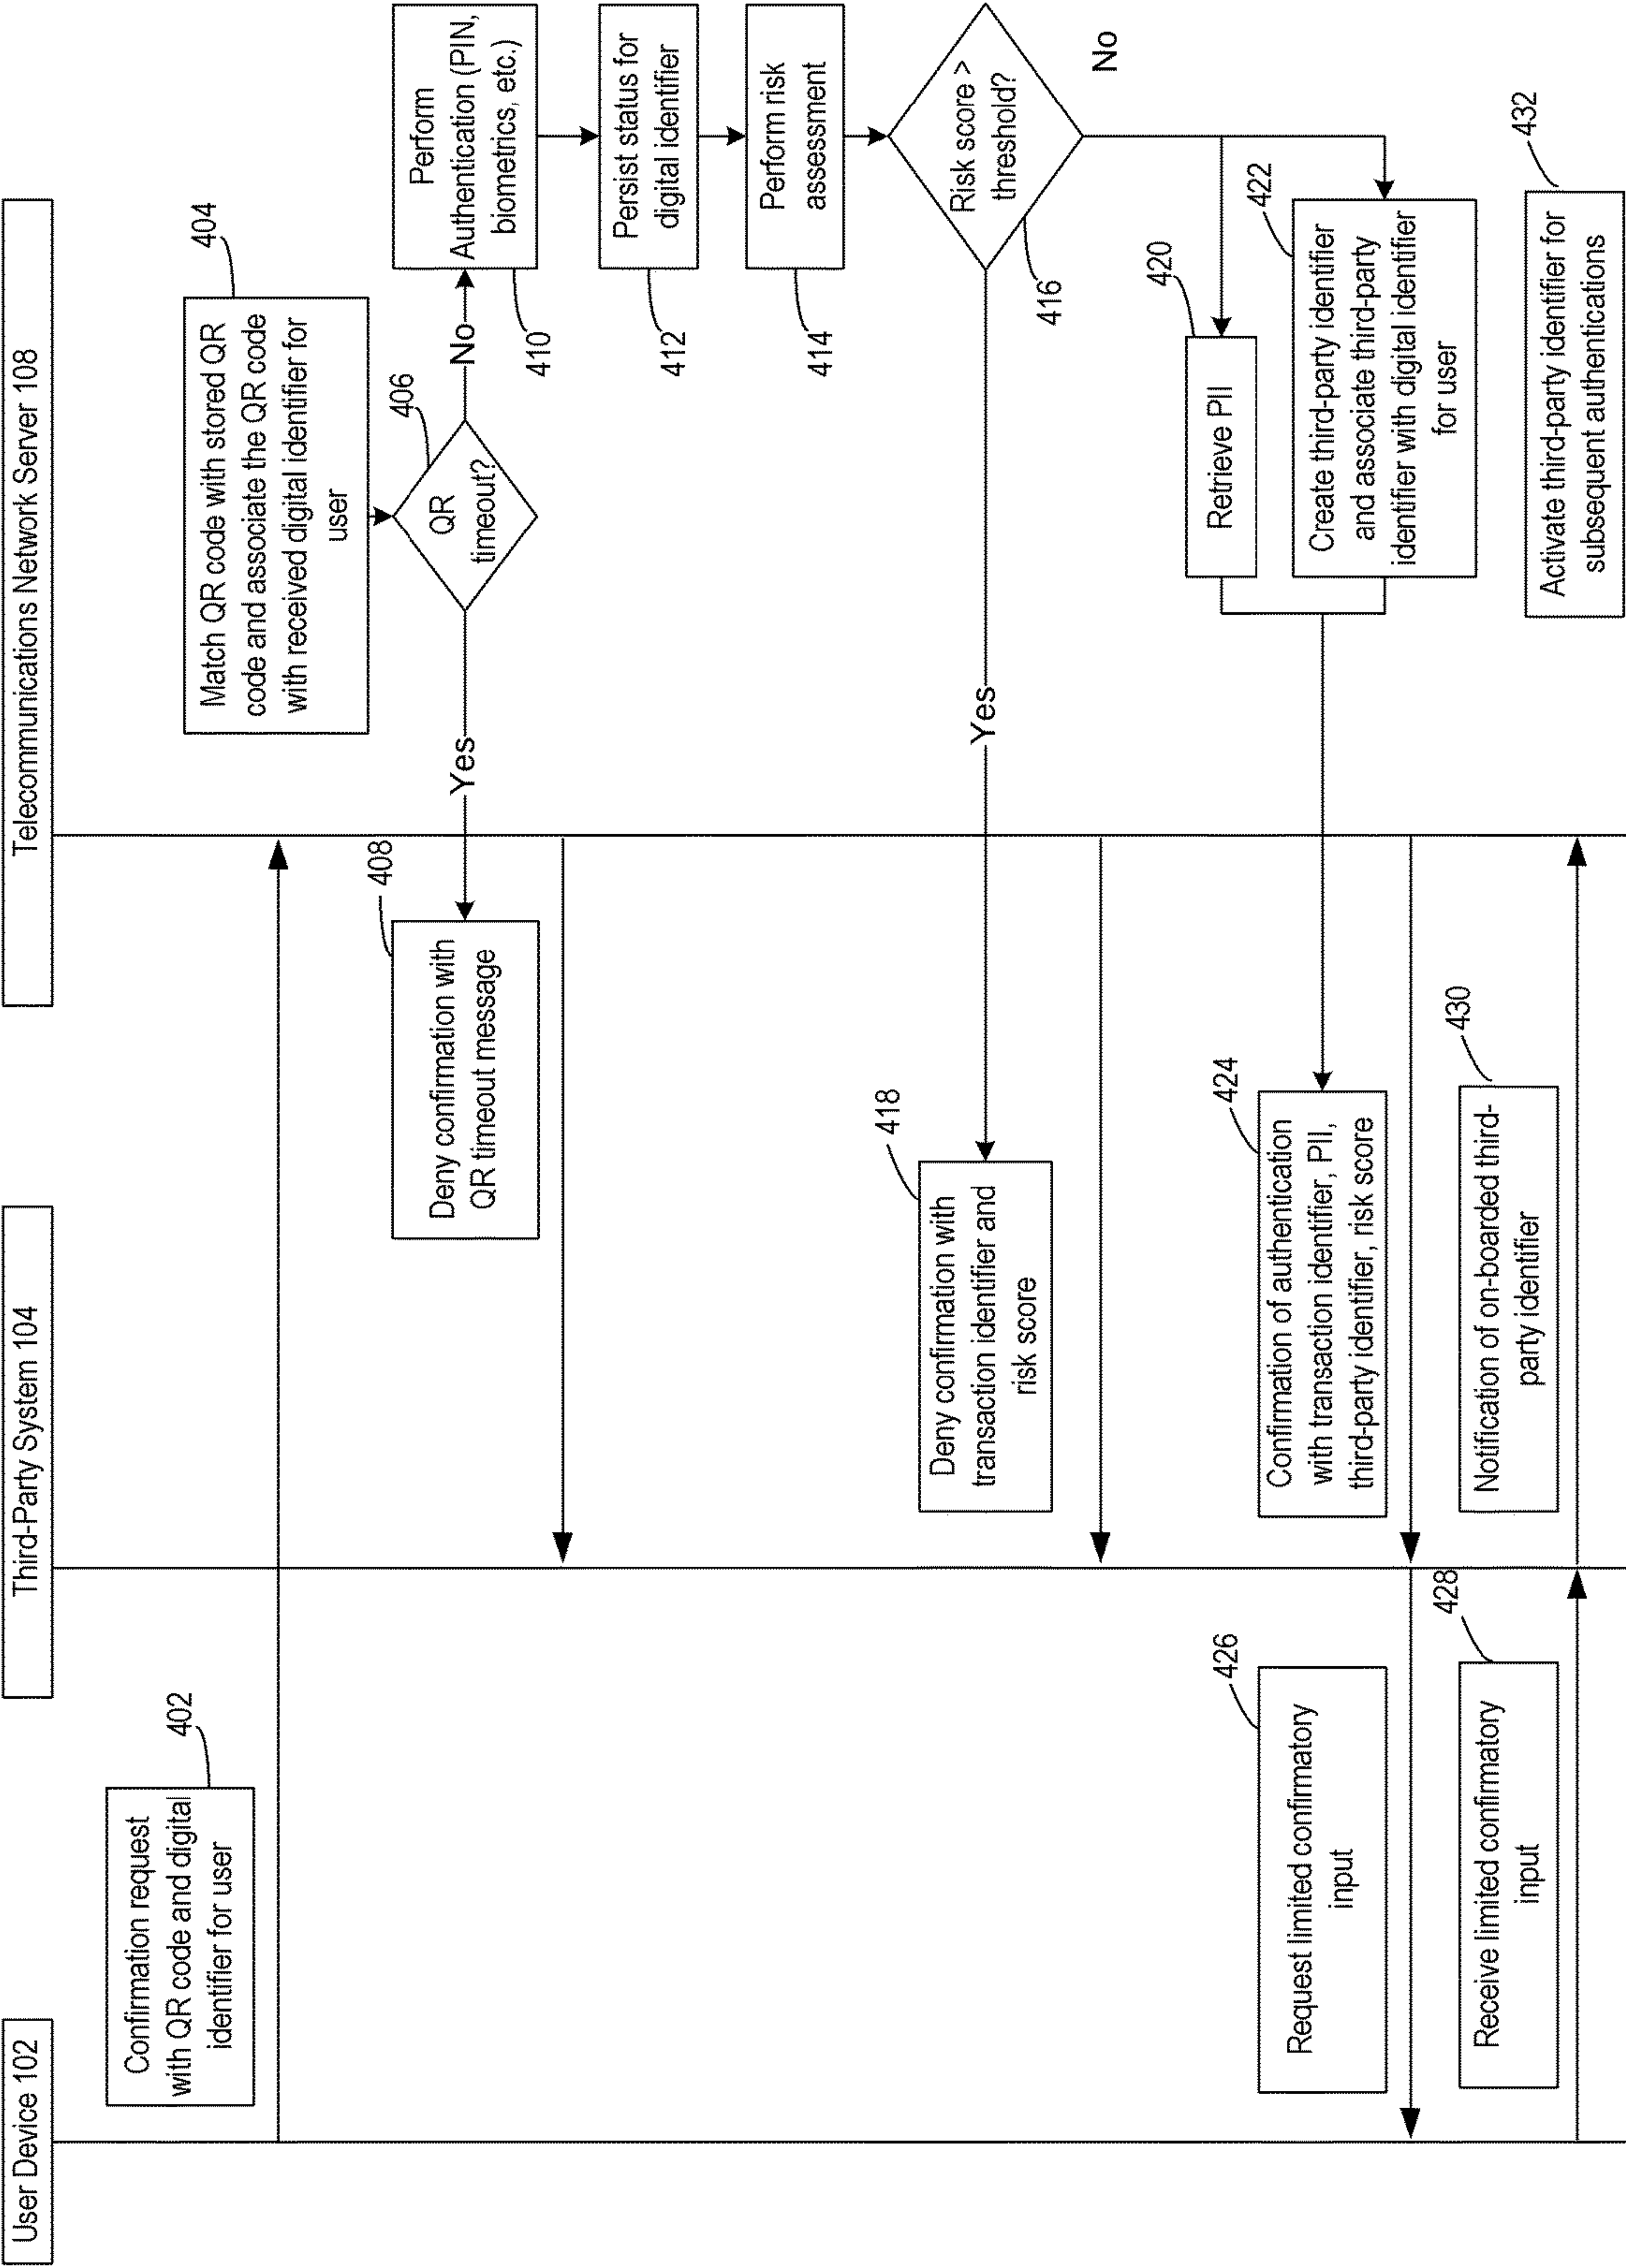 User Device 102
Third-Party System 104
Telecommunications Network Server 108
402
Confirmation request
with QR code and digital
identifier for user
404
Match QR code with stored QR
code and associate the QR code
with received digital identifier for
user
406
QR
timeout?
Yes
No
408
Deny confirmation with
QR timeout message
Perform
Authentication (PIN,
biometrics, etc.)
410
Persist status for
digital identifier
412
Perform risk
assessment
414
Risk score >
threshold?
416
Yes
No
418
Deny confirmation with
transaction identifier and
risk score
420
Retrieve PII
422
Create third-party identifier
and associate third-party
identifier with digital identifier
for user
424
Confirmation of authentication
with transaction identifier, PII,
third-party identifier, risk score
426
Request limited confirmatory
input
428
Receive limited confirmatory
input
430
Notification of on-boarded third-
party identifier
432
Activate third-party identifier for
subsequent authentications